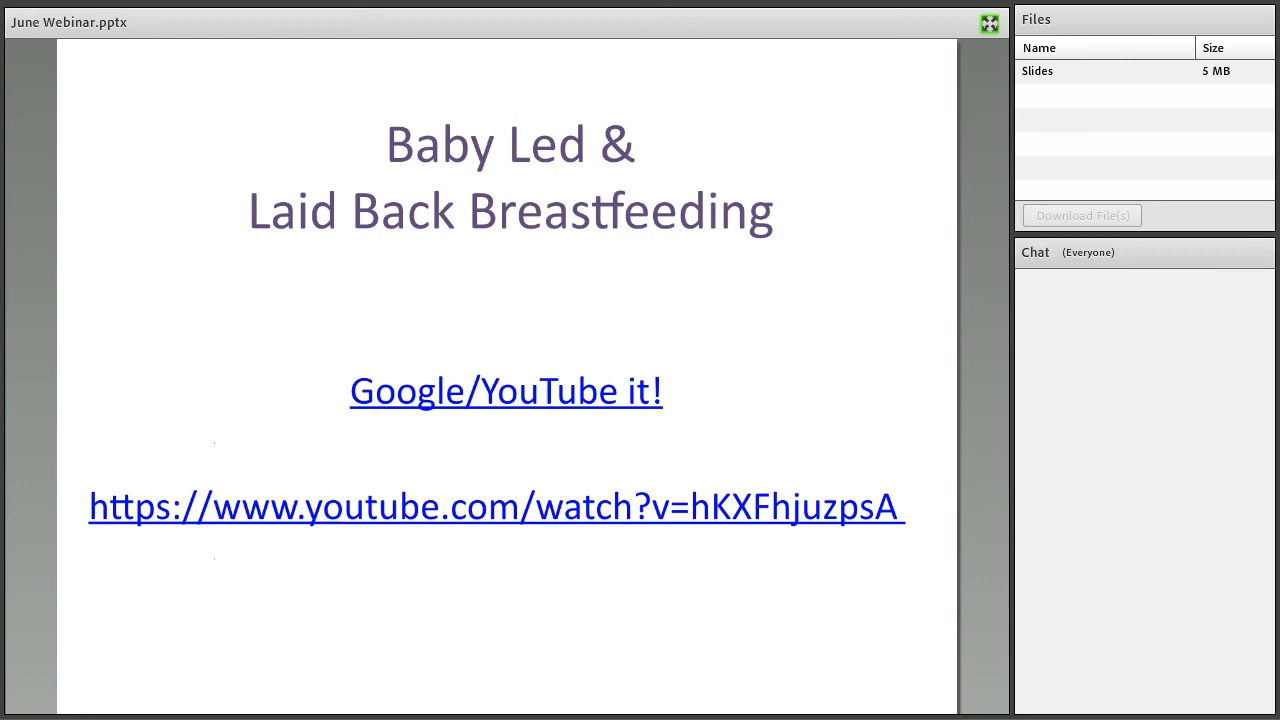 June Webinar.pptx
Baby Led &
Laid Back Breastfeeding
Google/YouTube it!
https://www.youtube.com/watch?v=hKXFhjuzpsA
Files
Name Size
Slides 5 MB
Download File(s)
Chat (Everyone)